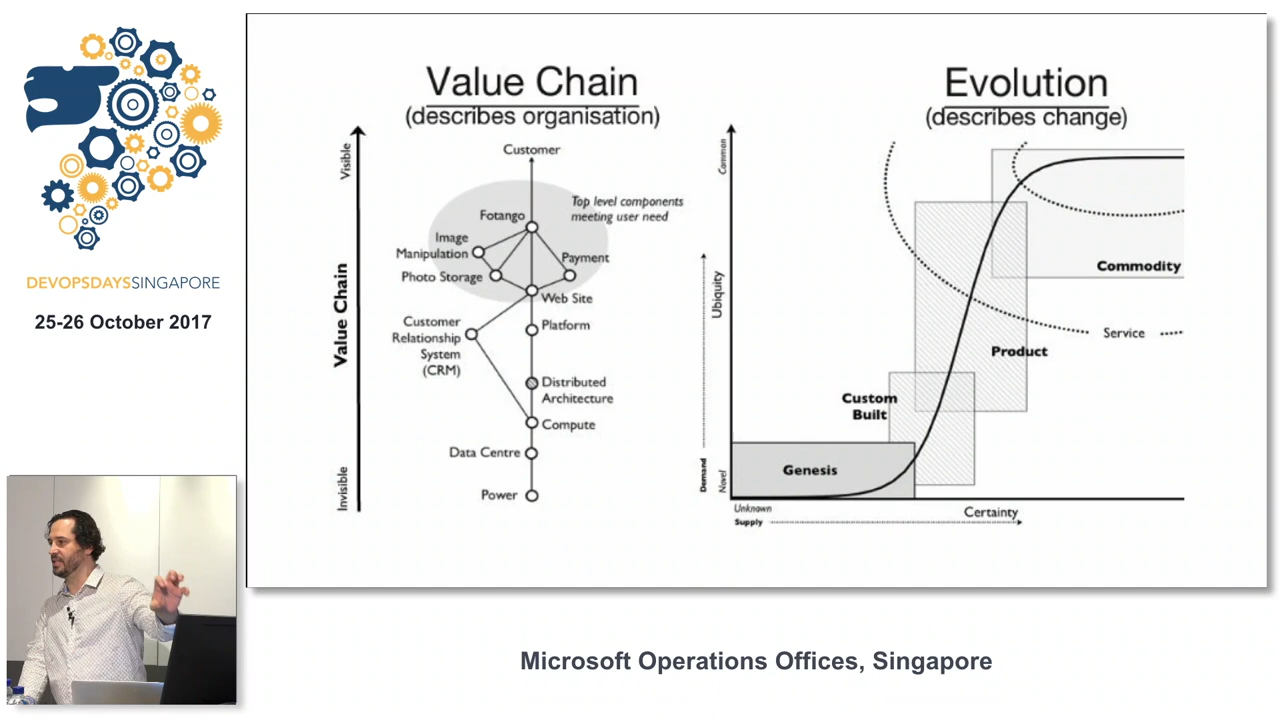 DEVOPSDAYSSINGAPORE
25-26 October 2017
Value Chain
(describes organisation)
Visible
Value Chain
Invisible
Customer
Top level components
meeting user need
Fotango
Image
Manipulation
Payment
Photo Storage
Web Site
Customer
Relationship
System
(CRM)
Platform
Distributed
Architecture
Compute
Data Centre
Power
Evolution
(describes change)
Common
Ubiquity
Demand
Novel
Commodity
Service
Product
Custom
Built
Genesis
Unknown
Certainty
Supply
Microsoft Operations Offices, Singapore